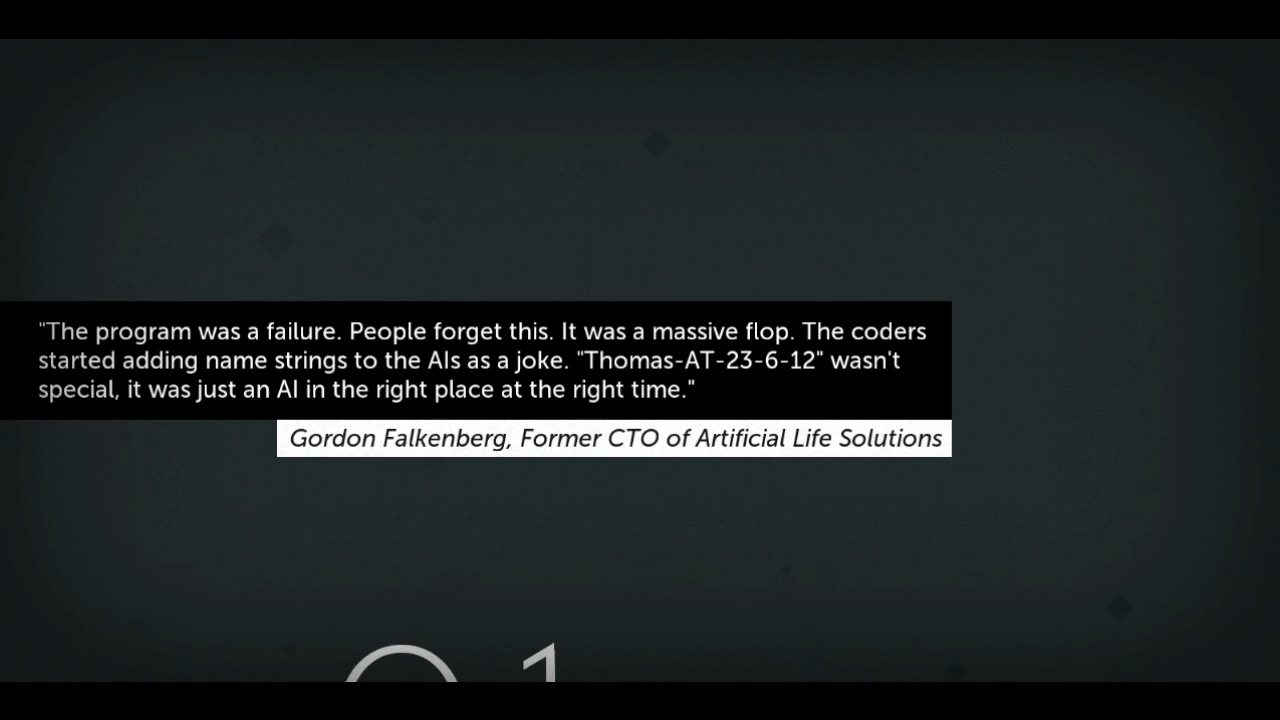 "The program was a failure. People forget this. It was a massive flop. The coders
started adding name strings to the AIs as a joke. "Thomas-AT-23-6-12" wasn't
special, it was just an AI in the right place at the right time."
Gordon Falkenberg, Former CTO of Artificial Life Solutions